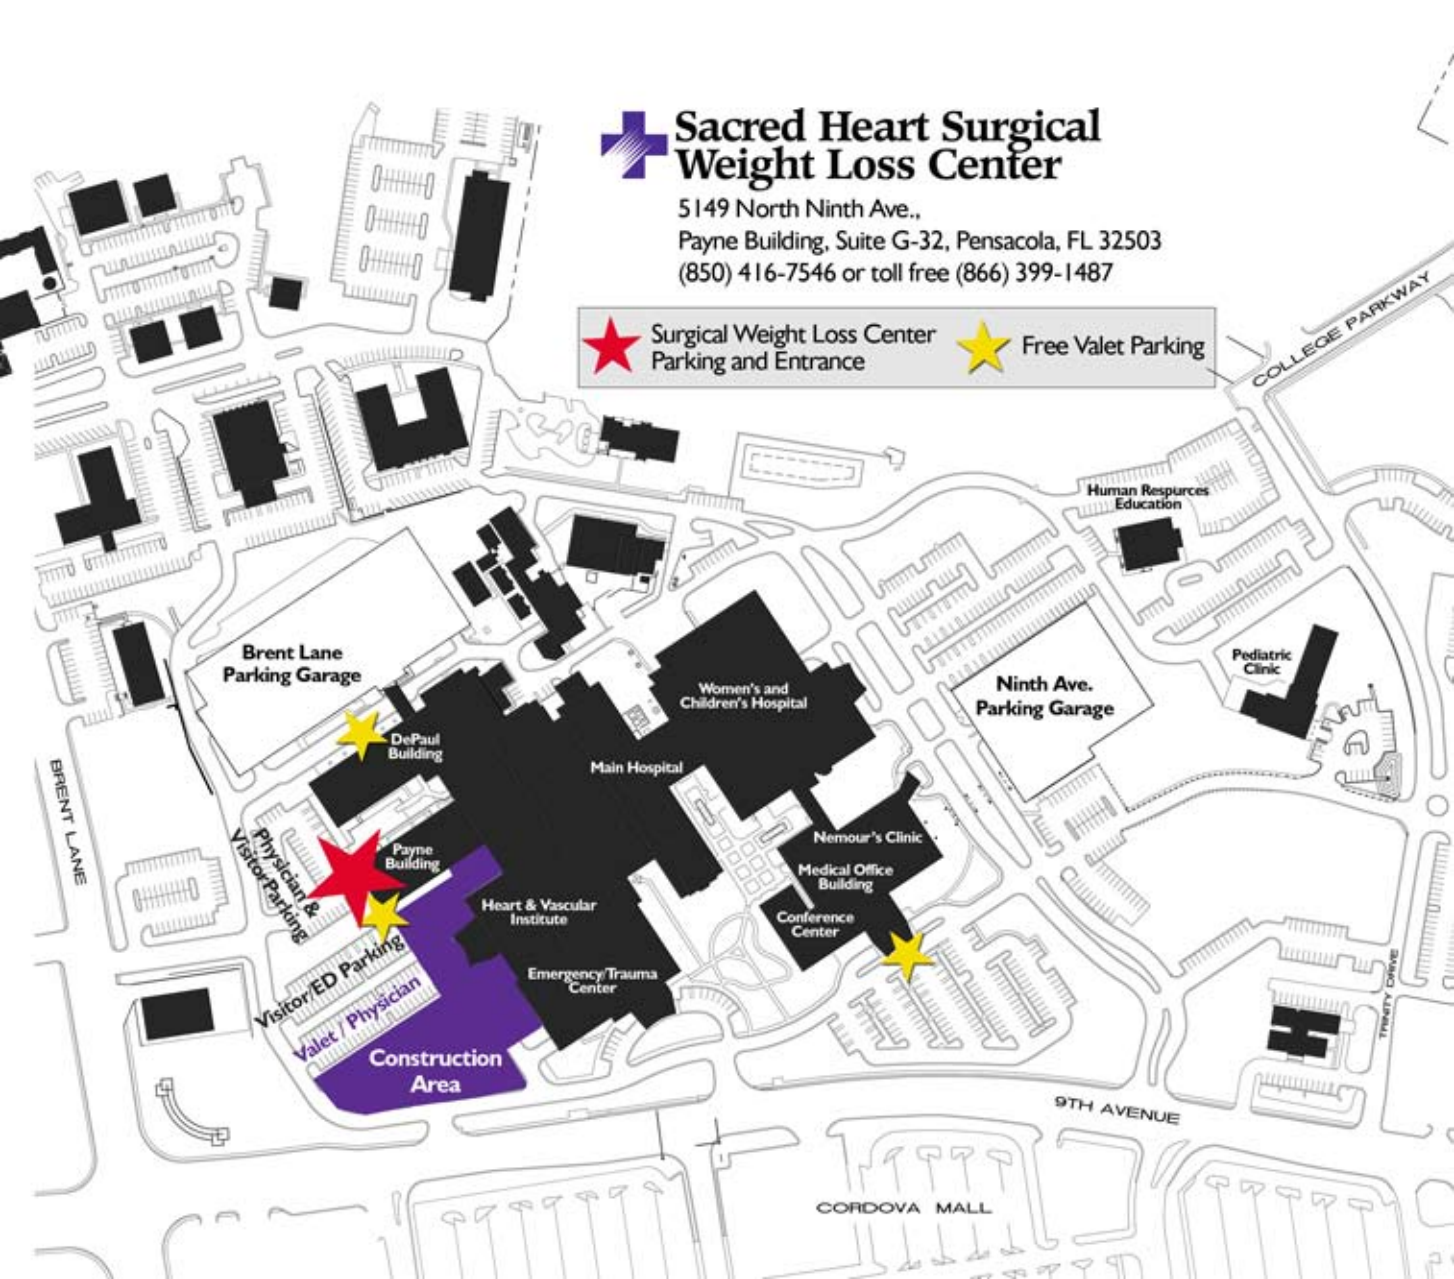 Sacred Heart Surgical
Weight Loss Center
5149 North Ninth Ave.,
Payne Building, Suite G-32, Pensacola, FL 32503
(850) 416-7546 or toll free (866) 399-1487
Surgical Weight Loss Center
Parking and Entrance
Free Valet Parking
COLLEGE PARKWAY
Human Respurces
Education
Brent Lane
Parking Garage
Pediatric
Clinic
Women's and
Children's Hospital
Ninth Ave.
Parking Garage
DePaul
Building
Main Hospital
BRENT LANE
Nemour's Clinic
Physician &
Visitor Parking
Payne
Building
Medical Office
Building
Heart & Vascular
Institute
Conference
Center
Visitor/ED Parking
Emergency/Trauma
Center
Valet / Physician
TRINITY DRIVE
Construction
Area
9TH AVENUE
CORDOVA MALL